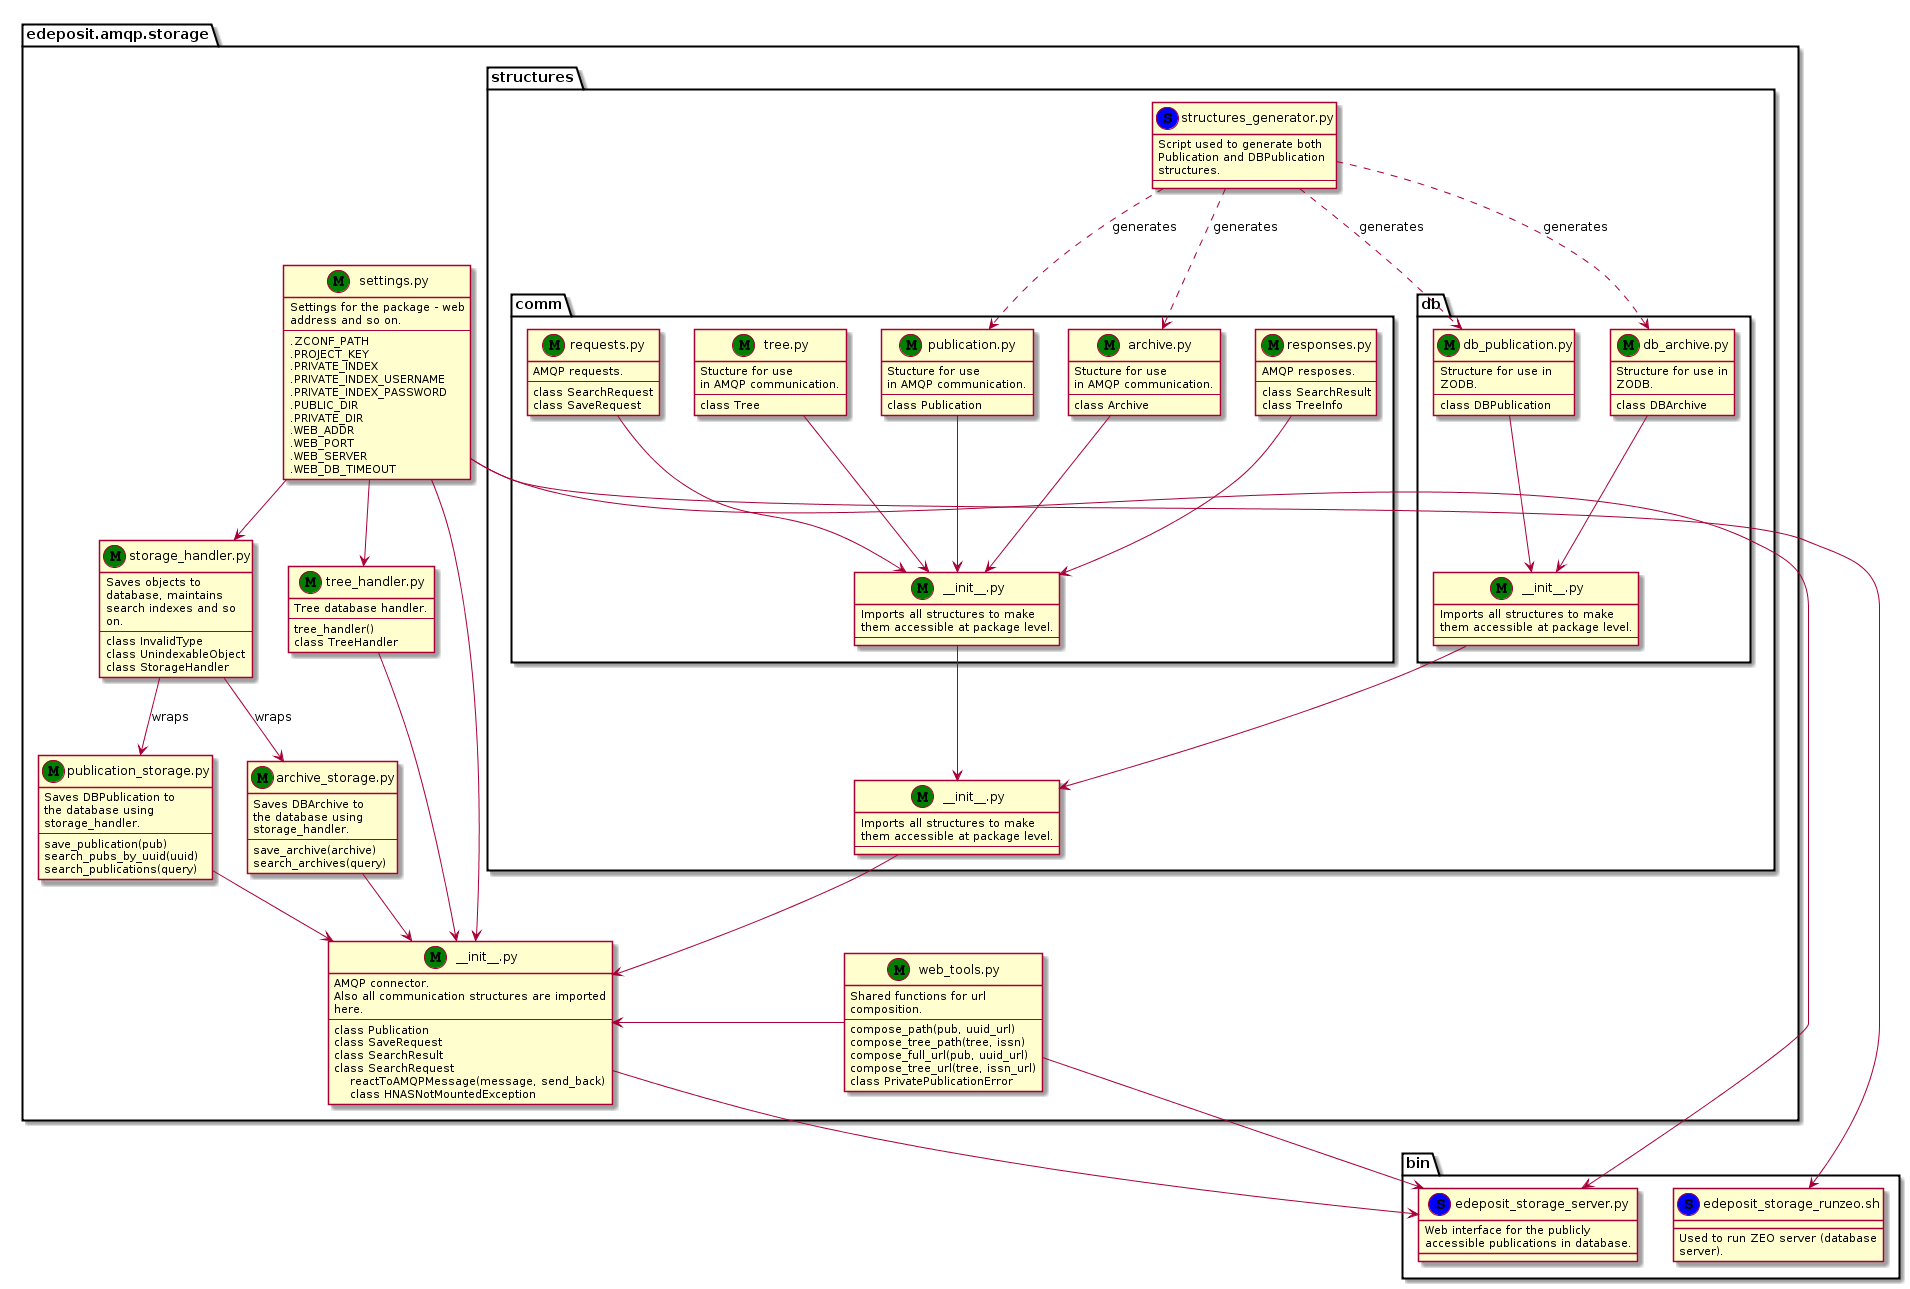 edeposit.amqp.storage
structures
S structures_generator.py
Script used to generate both
Publication and DBPublication
structures.
generates
generates
generates
generates
M settings.py
Settings for the package - web
address and so on.
.ZCONF_PATH
.PROJECT_KEY
.PRIVATE_INDEX
.PRIVATE_INDEX_USERNAME
.PRIVATE_INDEX_PASSWORD
.PUBLIC_DIR
.PRIVATE_DIR
.WEB_ADDR
.WEB_PORT
.WEB_SERVER
.WEB_DB_TIMEOUT
comm
M requests.py
AMQP requests.
class SearchRequest
class SaveRequest
M tree.py
Stucture for use
in AMQP communication.
class Tree
M publication.py
Stucture for use
in AMQP communication.
class Publication
M archive.py
Stucture for use
in AMQP communication.
class Archive
M responses.py
AMQP resposes.
class SearchResult
class TreeInfo
db
M db_publication.py
Structure for use in
ZODB.
class DBPublication
M db_archive.py
Structure for use in
ZODB.
class DBArchive
M storage_handler.py
Saves objects to
database, maintains
search indexes and so
on.
class InvalidType
class UnindexableObject
class StorageHandler
M tree_handler.py
Tree database handler.
tree_handler()
class TreeHandler
M __init__.py
Imports all structures to make
them accessible at package level.
M __init__.py
Imports all structures to make
them accessible at package level.
wraps
wraps
M publication_storage.py
Saves DBPublication to
the database using
storage_handler.
save_publication(pub)
search_pubs_by_uuid(uuid)
search_publications(query)
M archive_storage.py
Saves DBArchive to
the database using
storage_handler.
save_archive(archive)
search_archives(query)
M __init__.py
Imports all structures to make
them accessible at package level.
M __init__.py
AMQP connector.
Also all communication structures are imported
here.
class Publication
class SaveRequest
class SearchResult
class SearchRequest
reactToAMQPMessage(message, send_back)
class HNASNotMountedException
M web_tools.py
Shared functions for url
composition.
compose_path(pub, uuid_url)
compose_tree_path(tree, issn)
compose_full_url(pub, uuid_url)
compose_tree_url(tree, issn_url)
class PrivatePublicationError
bin
S edeposit_storage_server.py
Web interface for the publicly
accessible publications in database.
S edeposit_storage_runzeo.sh
Used to run ZEO server (database
server).